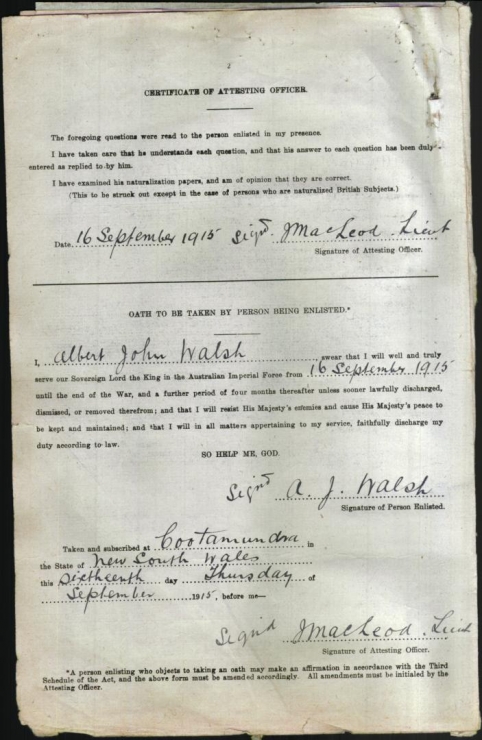 CERTIFICATE OF ATTESTING OFFICER.
The foregoing questions were read to the person enlisted in my presence.
I have taken care that he understands each question, and that his answer to each question has been duly
entered as replied to by him.
I have examined his naturalization papers, and am of opinion that they are correct.
(This to be struck out except in the case of persons who are naturalized British Subjects.)
Date 16 September 1915 Signd. JMacLeod. Lieut
Signature of Attesting Officer.
OATH TO BE TAKEN BY PERSON BEING ENLISTED.*
I, Albert John Walsh swear that I will well and truly
serve our Sovereign Lord the King in the Australian Imperial Force from 16 September 1915
until the end of the War, and a further period of four months thereafter unless sooner lawfully discharged,
dismissed, or removed therefrom; and that I will resist His Majesty's enemies and cause His Majesty's peace to
be kept and maintained; and that I will in all matters appertaining to my service, faithfully discharge my
duty according to law.
SO HELP ME, GOD.
Signd A. J. Walsh
Signature of Person Enlisted.
Taken and subscribed at Cootamundra in
the State of New South Wales
this sixtheenth day Thursday of
September 1915, before me—
Signd JMacLeod. Lieut
Signature of Attesting Officer.
*A person enlisting who objects to taking an oath may make an affirmation in accordance with the Third
Schedule of the Act, and the above form must be amended accordingly. All amendments must be initialed by the
Attesting Officer.